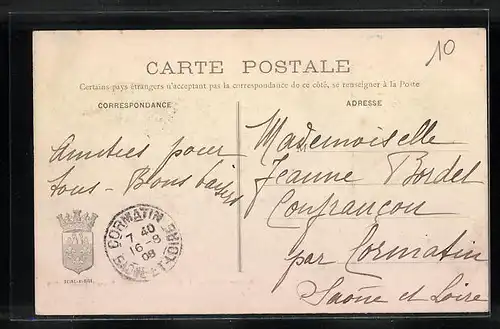 10
CARTE POSTALE
Certains pays étrangers n'acceptant pas la correspondance de ce côté, se renseigner à la Poste
CORRESPONDANCE
ADRESSE
Amitiés pour
tous - Bons baisers
Mademoiselle
Jeanne Bordet
Confrançon
par Cormatin
Saône et Loire
CORMATIN
7 40
16-8
08
SAONE-ET-LOIRE